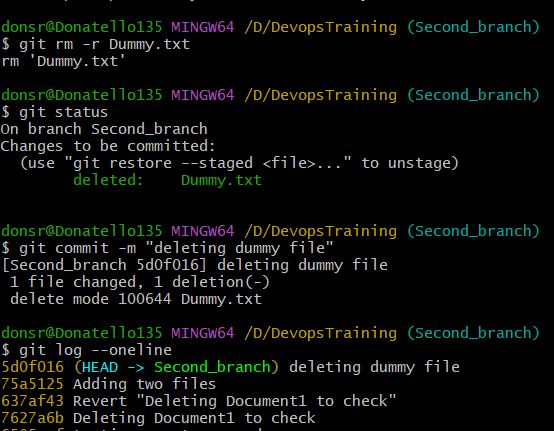 donsr@Donatello135 MINGW64 /D/DevopsTraining (Second_branch)
$ git rm -r Dummy.txt
rm 'Dummy.txt'
donsr@Donatello135 MINGW64 /D/DevopsTraining (Second_branch)
$ git status
On branch Second_branch
Changes to be committed:
  (use "git restore --staged <file>..." to unstage)
        deleted:    Dummy.txt
donsr@Donatello135 MINGW64 /D/DevopsTraining (Second_branch)
$ git commit -m "deleting dummy file"
[Second_branch 5d0f016] deleting dummy file
 1 file changed, 1 deletion(-)
 delete mode 100644 Dummy.txt
donsr@Donatello135 MINGW64 /D/DevopsTraining (Second_branch)
$ git log --oneline
5d0f016 (HEAD -> Second_branch) deleting dummy file
75a5125 Adding two files
637af43 Revert "Deleting Document1 to check"
7627a6b Deleting Document1 to check